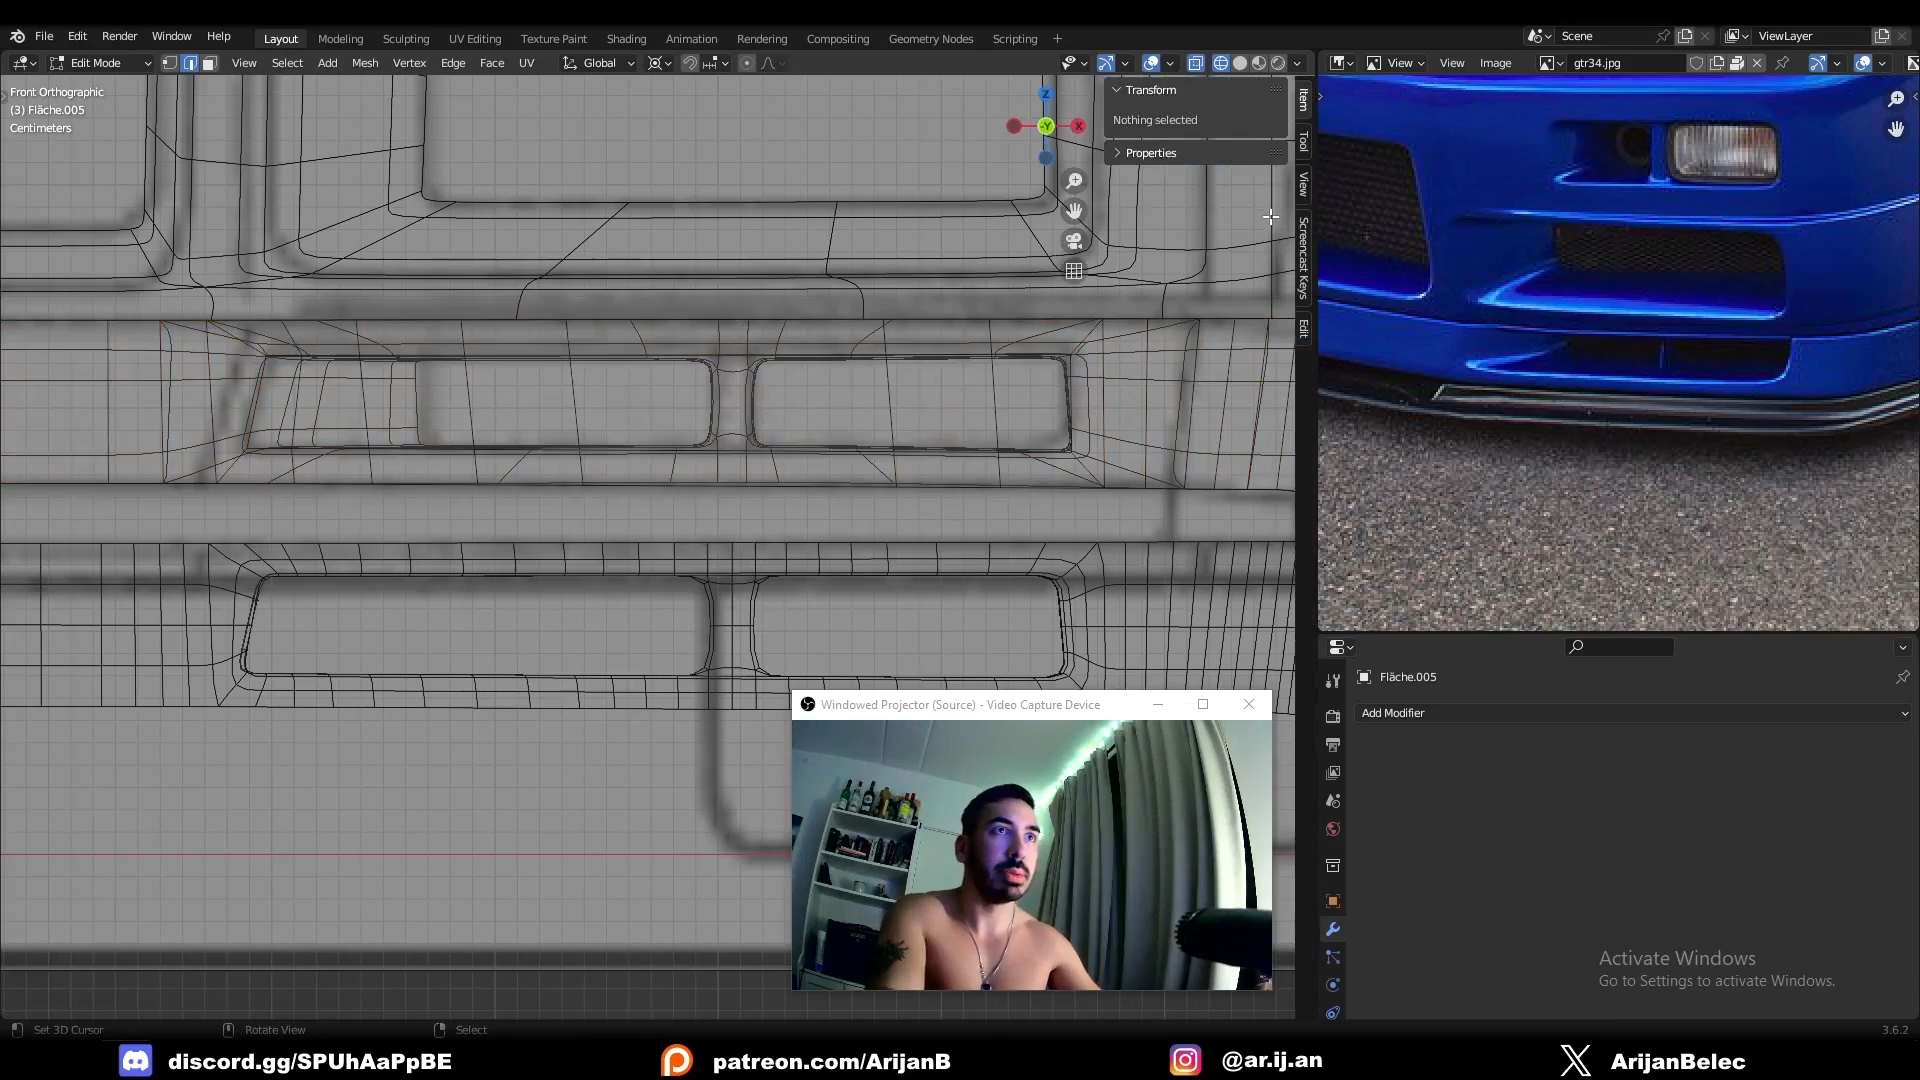 File Edit Render Window Help
Layout Modeling Sculpting UV Editing Texture Paint Shading Animation Rendering Compositing Geometry Nodes Scripting +
Scene
ViewLayer
Edit Mode
View Select Add Mesh Vertex Edge Face UV
Global
View
View Image
gtr34.jpg
Front Orthographic
(3) Fläche.005
Centimeters
Z
-Y
X
Transform
Nothing selected
Properties
Item
Tool
View
Screencast Keys
Edit
Fläche.005
Add Modifier
Windowed Projector (Source) - Video Capture Device
Activate Windows
Go to Settings to activate Windows.
Set 3D Cursor
Rotate View
Select
3.6.2
discord.gg/SPUhAaPpBE
patreon.com/ArijanB
@ar.ij.an
ArijanBelec